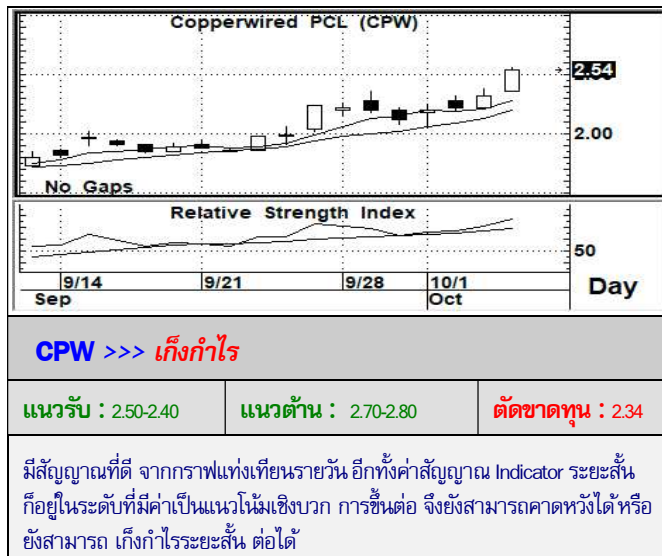 Copperwired PCL (CPW)
2.54
2.00
No Gaps
Relative Strength Index
50
9/14 9/21 9/28 10/1
Sep Oct
Day
CPW >>> เก็งกำไร
แนวรับ : 2.50-2.40 แนวต้าน : 2.70-2.80 ตัดขาดทุน : 2.34
มีสัญญาณที่ดี จากกราฟแท่งเทียนรายวัน อีกทั้งค่าสัญญาณ Indicator ระยะสั้น
ก็อยู่ในระดับที่มีค่าเป็นแนวโน้มเชิงบวก การขึ้นต่อ จึงยังสามารถคาดหวังได้หรือ
ยังสามารถ เก็งกำไรระยะสั้น ต่อได้